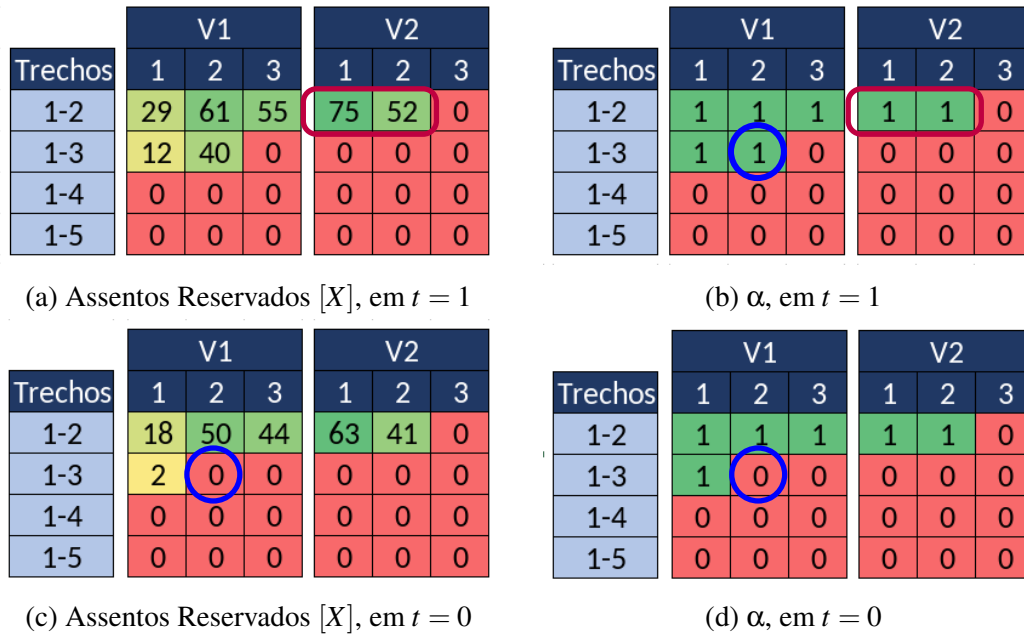 V1 V2 V1 V2
Trechos 1 2 3 1 2 3 Trechos 1 2 3 1 2 3
1-2 29 61 55 75 52 0 1-2 1 1 1 1 1 0
1-3 12 40 0 0 0 0 1-3 1 1 0 0 0 0
1-4 0 0 0 0 0 0 1-4 0 0 0 0 0 0
1-5 0 0 0 0 0 0 1-5 0 0 0 0 0 0
(a) Assentos Reservados [X], em t = 1 (b) α, em t = 1
V1 V2 V1 V2
Trechos 1 2 3 1 2 3 Trechos 1 2 3 1 2 3
1-2 18 50 44 63 41 0 1-2 1 1 1 1 1 0
1-3 2 0 0 0 0 0 1-3 1 0 0 0 0 0
1-4 0 0 0 0 0 0 1-4 0 0 0 0 0 0
1-5 0 0 0 0 0 0 1-5 0 0 0 0 0 0
(c) Assentos Reservados [X], em t = 0 (d) α, em t = 0